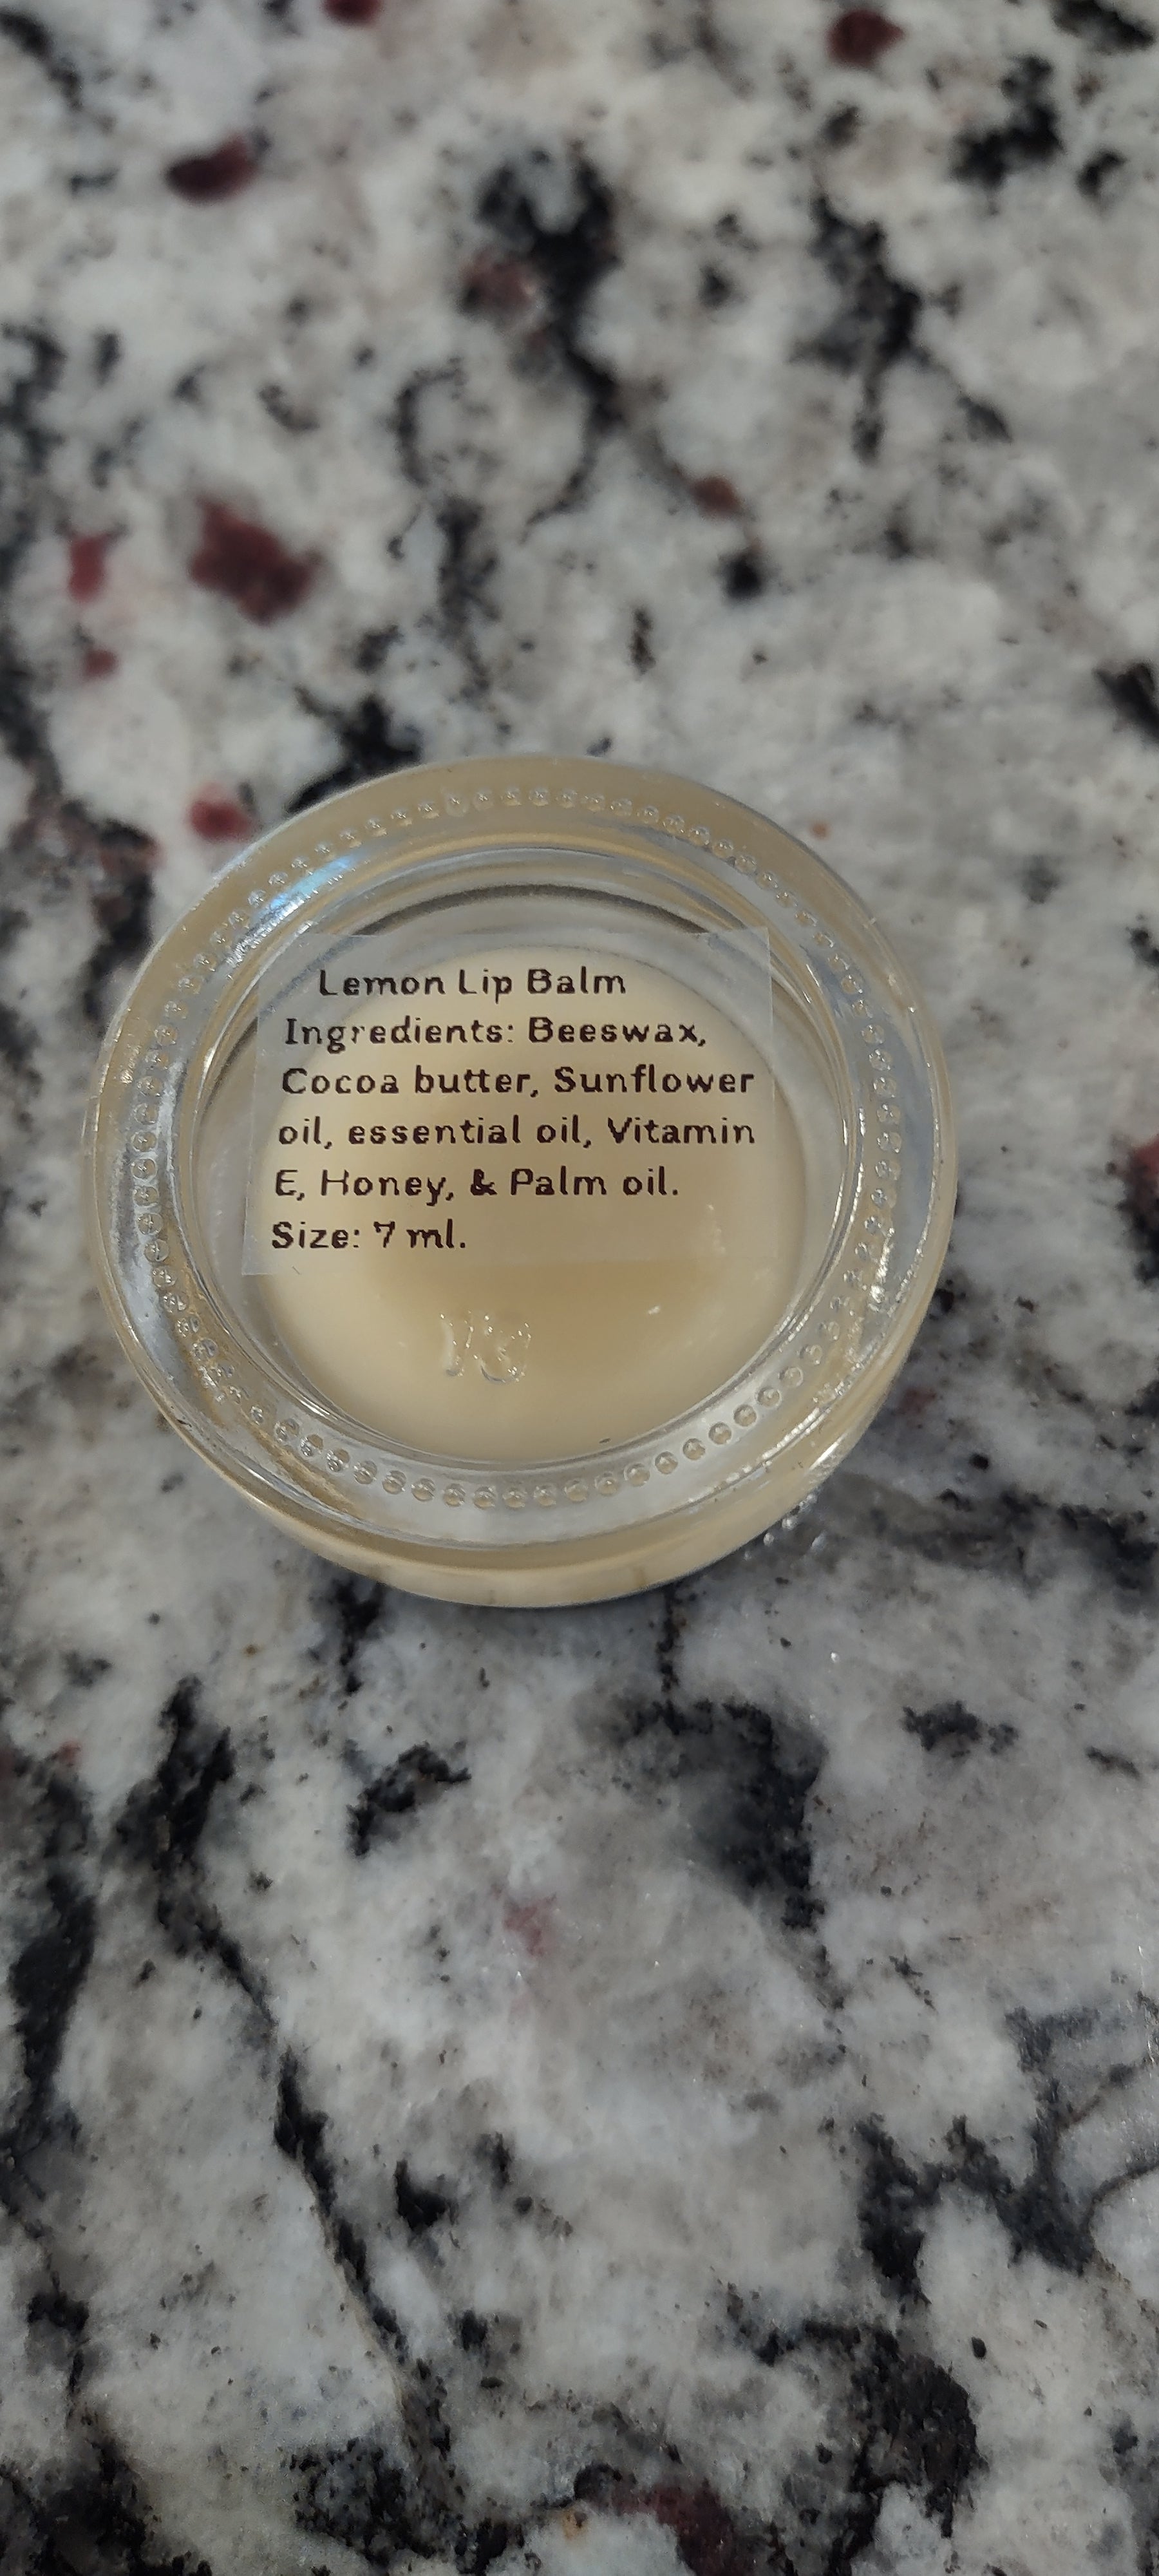 Lemon Lip Balm
Ingredients: Beeswax,
Cocoa butter, Sunflower
oil, essential oil, Vitamin
E, Honey, & Palm oil.
Size: 7 ml.